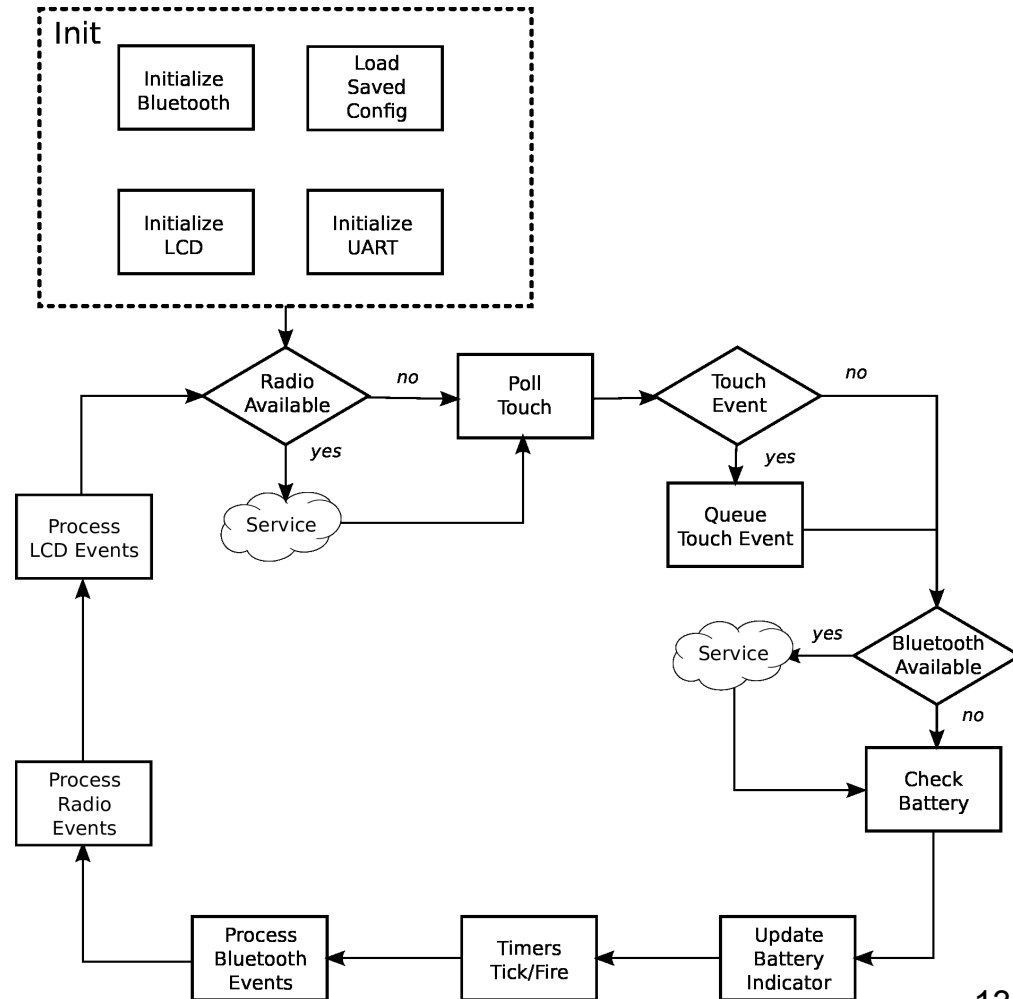 Init
Initialize
Bluetooth
Load
Saved
Config
Initialize
LCD
Initialize
UART
Radio
Available
no
yes
Poll
Touch
Touch
Event
no
yes
Service
Queue
Touch Event
Process
LCD Events
Service
yes
Bluetooth
Available
no
Check
Battery
Process
Radio
Events
Process
Bluetooth
Events
Timers
Tick/Fire
Update
Battery
Indicator